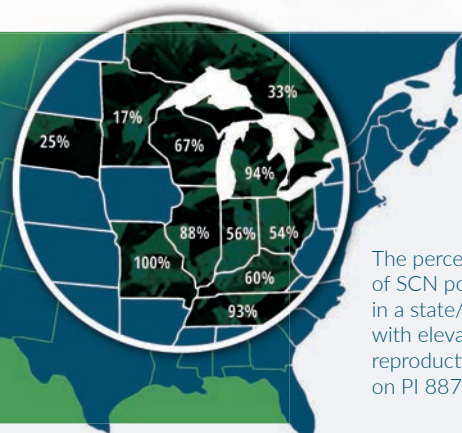 33%
17%
25%
67%
94%
88%
56%
54%
100%
60%
93%
The perce
of SCN po
in a state/
with eleva
reproduct
on PI 887